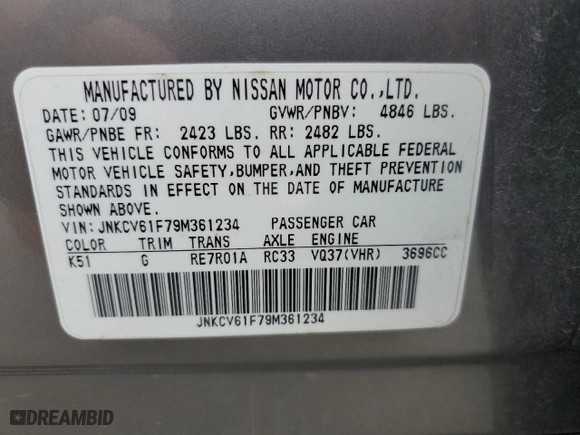 MANUFACTURED BY NISSAN MOTOR CO.,LTD.
DATE: 07/09 GVWR/PNBV: 4846 LBS.
GAWR/PNBE FR: 2423 LBS. RR: 2482 LBS.
THIS VEHICLE CONFORMS TO ALL APPLICABLE FEDERAL
MOTOR VEHICLE SAFETY,BUMPER,AND THEFT PREVENTION
STANDARDS IN EFFECT ON THE DATE OF MANUFACTURE
SHOWN ABOVE.
VIN: JNKCV61F79M361234 PASSENGER CAR
COLOR TRIM TRANS AXLE ENGINE
K51 G RE7R01A RC33 VQ37(VHR) 3696CC
JNKCV61F79M361234
DREAMBID